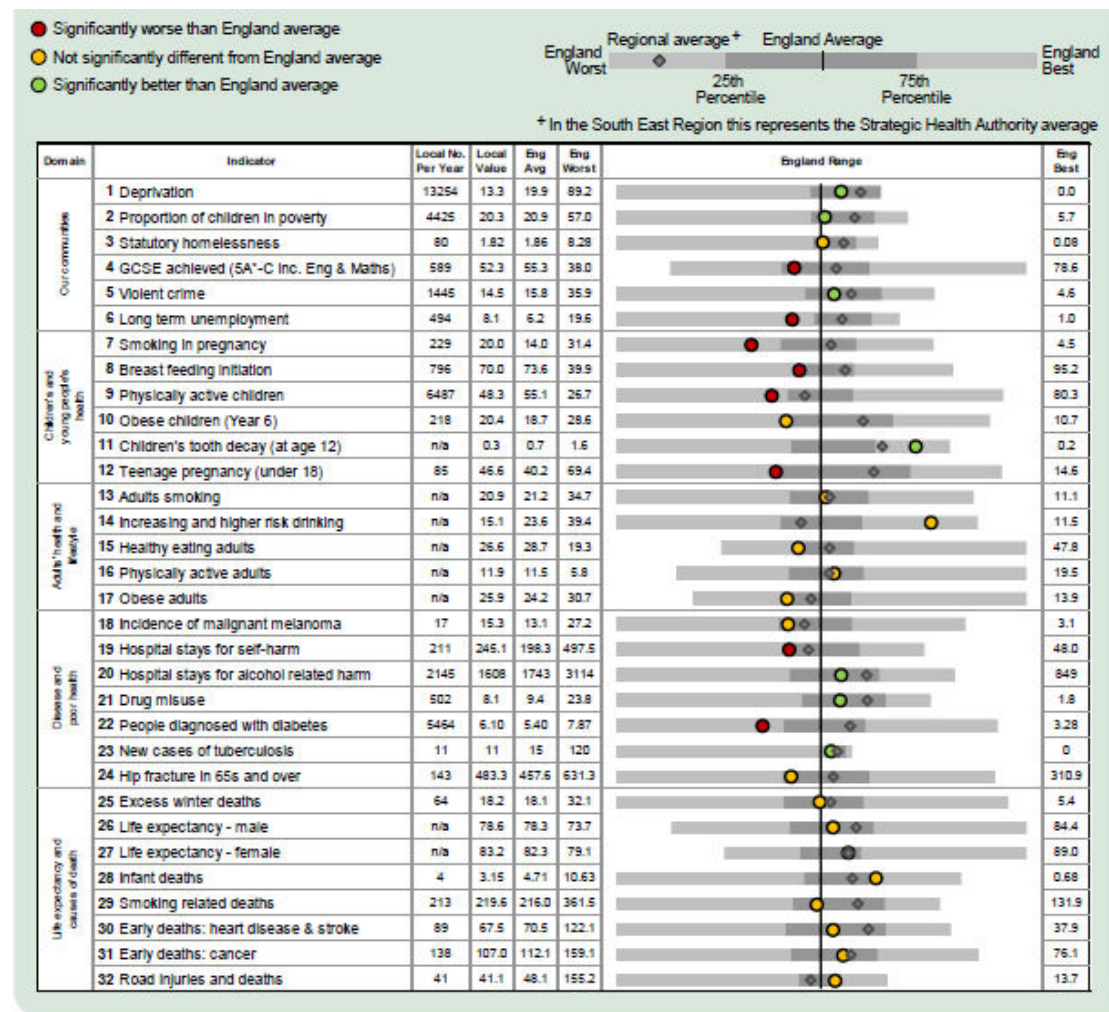 Significantly worse than England average
Not significantly different from England average
Significantly better than England average
Regional average+ England Average
England Worst
England Best
25th Percentile
75th Percentile
+ In the South East Region this represents the Strategic Health Authority average
Domain Indicator Local No. Per Year Local Value Eng Avg Eng Worst England Range Eng Best
Our communities
1 Deprivation 13254 13.3 19.9 89.2 0.0
2 Proportion of children in poverty 4425 20.3 20.9 57.0 5.7
3 Statutory homelessness 80 1.82 1.86 8.28 0.08
4 GCSE achieved (5A*-C inc. Eng & Maths) 589 52.3 55.3 38.0 78.6
5 Violent crime 1445 14.5 15.8 35.9 4.6
6 Long term unemployment 494 8.1 6.2 19.6 1.0
Children's and young people's health
7 Smoking in pregnancy 229 20.0 14.0 31.4 4.5
8 Breast feeding initiation 796 70.0 73.6 39.9 95.2
9 Physically active children 6487 48.3 55.1 26.7 80.3
10 Obese children (Year 6) 218 20.4 18.7 28.6 10.7
11 Children's tooth decay (at age 12) n/a 0.3 0.7 1.6 0.2
12 Teenage pregnancy (under 18) 85 46.6 40.2 69.4 14.6
Adults' health and lifestyle
13 Adults smoking n/a 20.9 21.2 34.7 11.1
14 Increasing and higher risk drinking n/a 15.1 23.6 39.4 11.5
15 Healthy eating adults n/a 26.6 28.7 19.3 47.8
16 Physically active adults n/a 11.9 11.5 5.8 19.5
17 Obese adults n/a 25.9 24.2 30.7 13.9
Disease and poor health
18 Incidence of malignant melanoma 17 15.3 13.1 27.2 3.1
19 Hospital stays for self-harm 211 245.1 198.3 497.5 48.0
20 Hospital stays for alcohol related harm 2145 1608 1743 3114 849
21 Drug misuse 502 8.1 9.4 23.8 1.8
22 People diagnosed with diabetes 5464 6.10 5.40 7.87 3.28
23 New cases of tuberculosis 11 11 15 120 0
24 Hip fracture in 65s and over 143 483.3 457.6 631.3 310.9
Life expectancy and causes of death
25 Excess winter deaths 64 18.2 18.1 32.1 5.4
26 Life expectancy - male n/a 78.6 78.3 73.7 84.4
27 Life expectancy - female n/a 83.2 82.3 79.1 89.0
28 Infant deaths 4 3.15 4.71 10.63 0.68
29 Smoking related deaths 213 219.6 216.0 361.5 131.9
30 Early deaths: heart disease & stroke 89 67.5 70.5 122.1 37.9
31 Early deaths: cancer 138 107.0 112.1 159.1 76.1
32 Road injuries and deaths 41 41.1 48.1 155.2 13.7